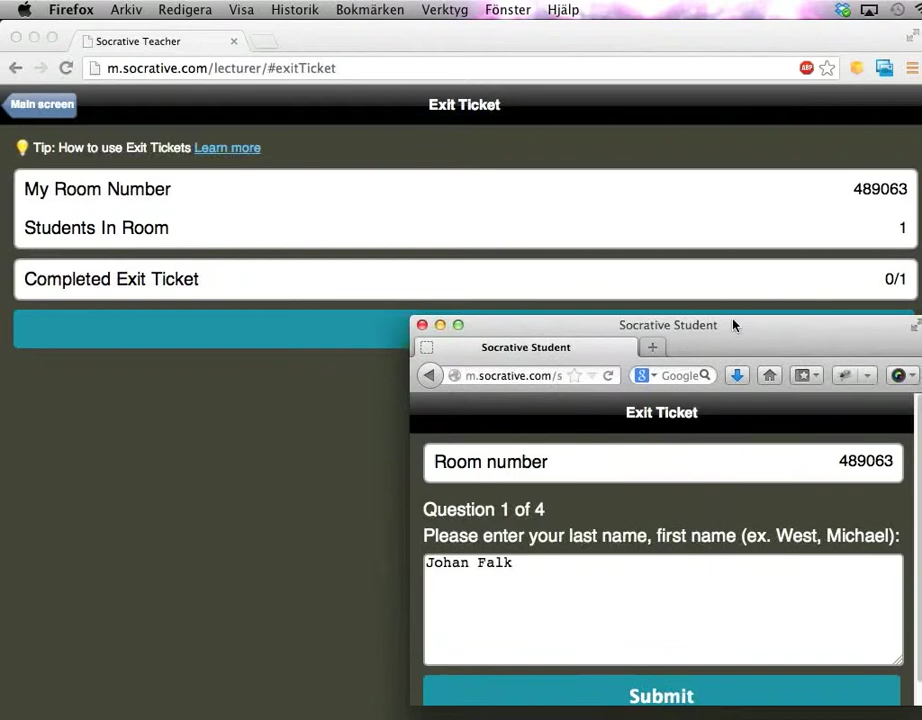 Firefox Arkiv Redigera Visa Historik Bokmärken Verktyg Fönster Hjälp
Socrative Teacher
m.socrative.com/lecturer/#exitTicket
ABP
Main screen
Exit Ticket
Tip: How to use Exit Tickets Learn more
My Room Number 489063
Students In Room 1
Completed Exit Ticket 0/1
Socrative Student
Socrative Student
m.socrative.com/s Google
Exit Ticket
Room number 489063
Question 1 of 4
Please enter your last name, first name (ex. West, Michael):
Johan Falk
Submit